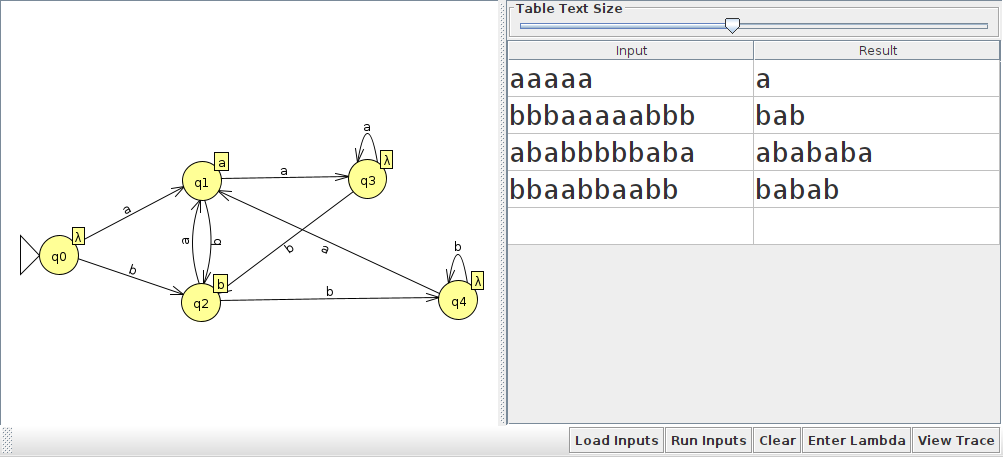 Table Text Size
Input Result
aaaaa a
bbbaaaaabbb bab
ababbbbbaba abababa
bbaabbaabb babab
a
λ
a
q1
a
q3
λ
a
a
b
b
a
b
λ
q0
b
b
q2
b
q4
λ
Load Inputs Run Inputs Clear Enter Lambda View Trace